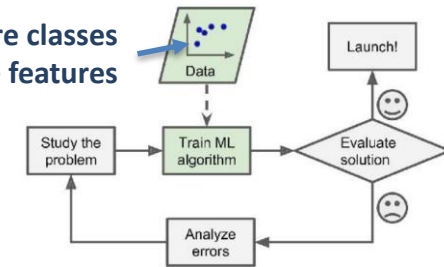 re classes
features
Data
Launch!
Study the
problem
Train ML
algorithm
Evaluate
solution
Analyze
errors